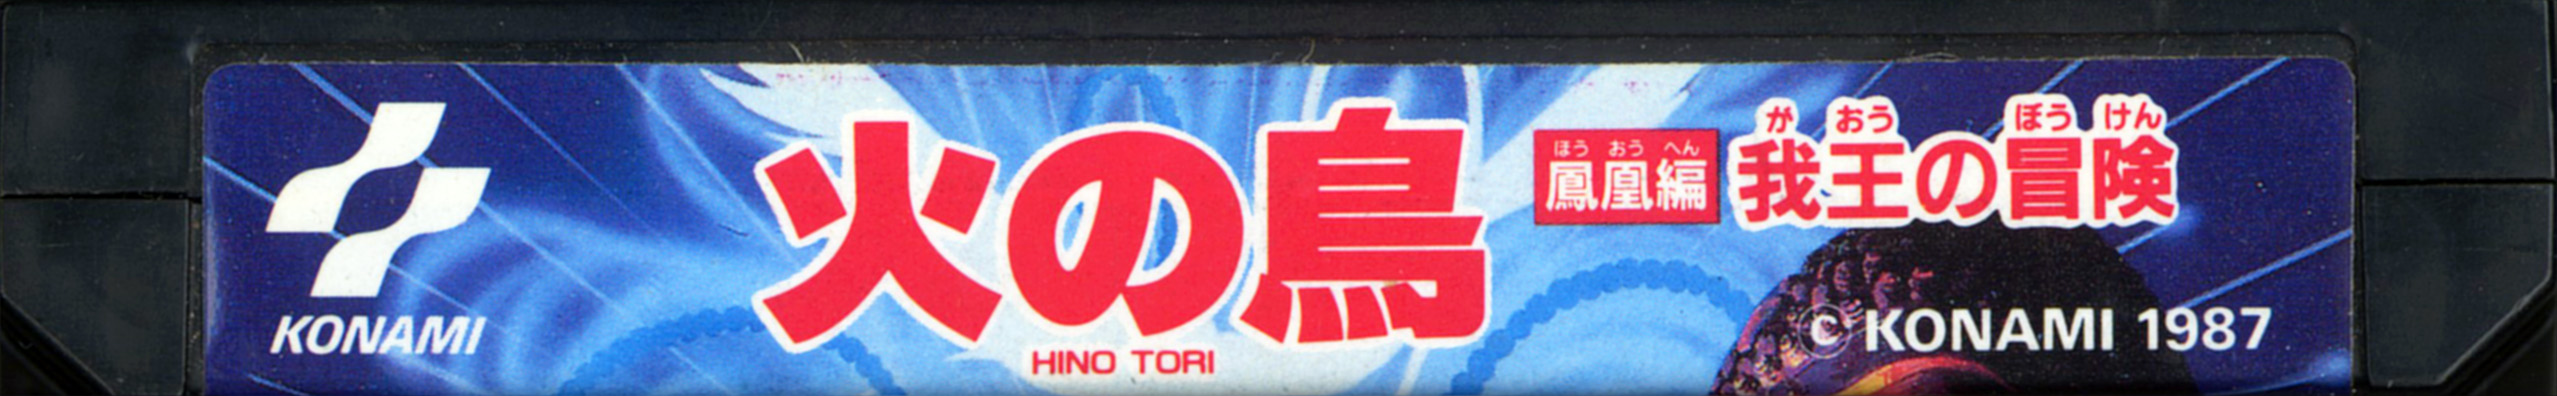 KONAMI
火の鳥
HINO TORI
ほう おう へん
鳳凰編
が おう ぼう けん
我王の冒険
© KONAMI 1987